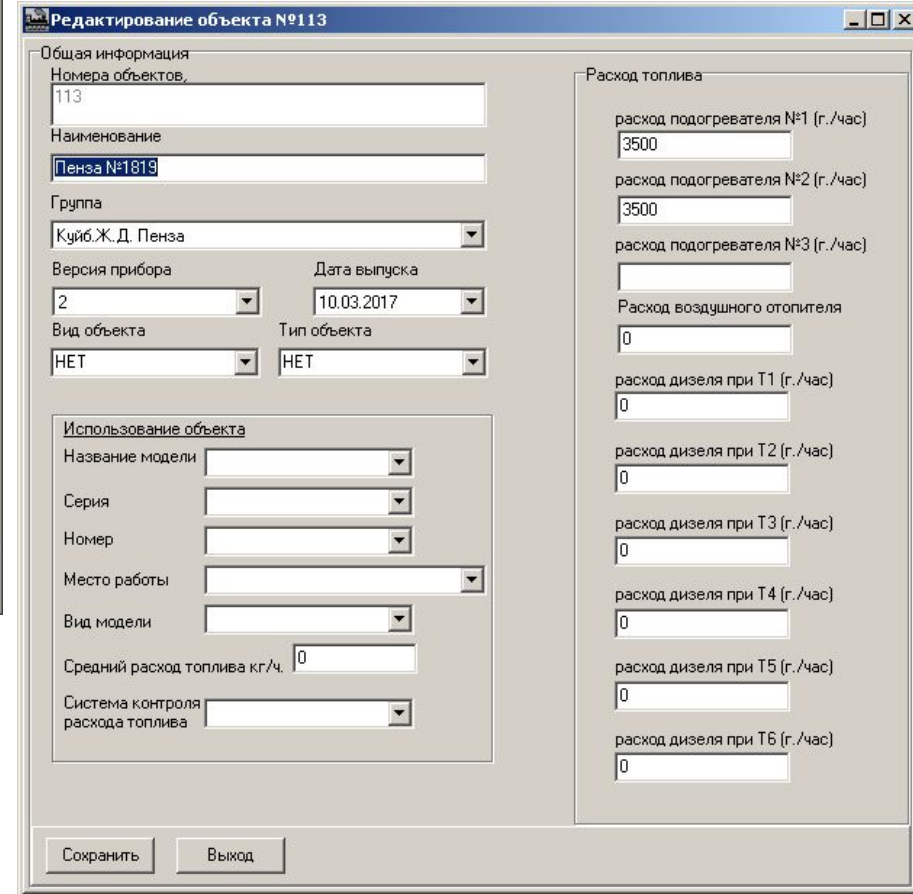 Редактирование объекта №113
Общая информация
Номера объектов,
113
Наименование
Пенза №1819
Группа
Куйб.Ж.Д. Пенза
Версия прибора Дата выпуска
2 10.03.2017
Вид объекта Тип объекта
НЕТ НЕТ
Использование объекта
Название модели
Серия
Номер
Место работы
Вид модели
Средний расход топлива кг/ч. 0
Система контроля
расхода топлива
Расход топлива
расход подогревателя №1 (г./час)
3500
расход подогревателя №2 (г./час)
3500
расход подогревателя №3 (г./час)
Расход воздушного отопителя
0
расход дизеля при Т1 (г./час)
0
расход дизеля при Т2 (г./час)
0
расход дизеля при Т3 (г./час)
0
расход дизеля при Т4 (г./час)
0
расход дизеля при Т5 (г./час)
0
расход дизеля при Т6 (г./час)
0
Сохранить Выход